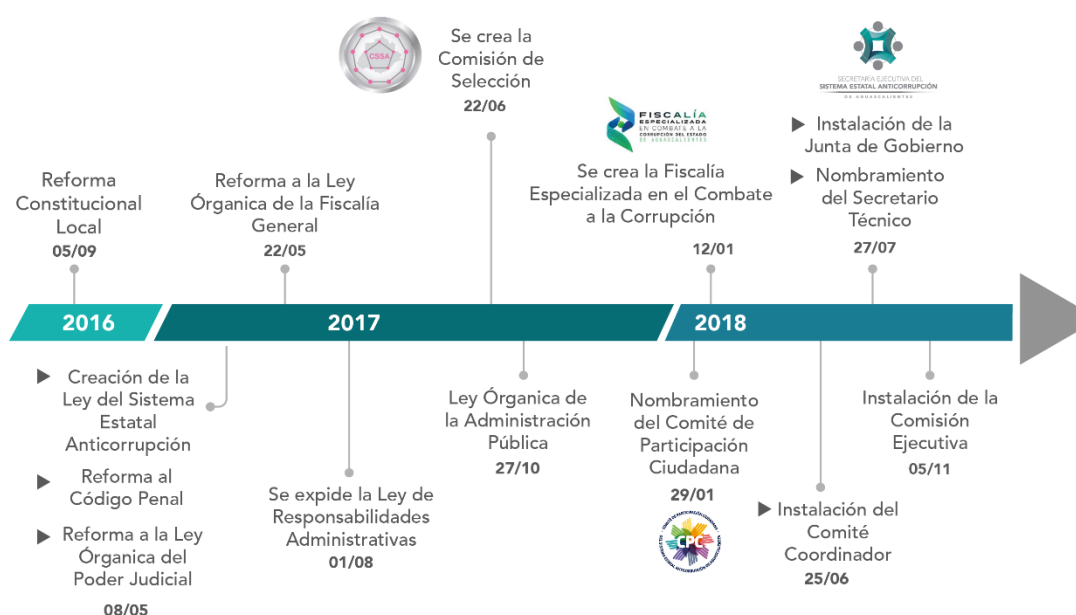 CSSA
Se crea la
Comisión de
Selección
22/06
SECRETARÍA EJECUTIVA DEL
SISTEMA ESTATAL ANTICORRUPCIÓN
DE AGUASCALIENTES
FISCALÍA
ESPECIALIZADA
EN COMBATE A LA
CORRUPCIÓN DEL ESTADO
DE AGUASCALIENTES
▶ Instalación de la
Junta de Gobierno
▶ Nombramiento
del Secretario
Técnico
27/07
Reforma
Constitucional
Local
05/09
Reforma a la Ley
Órganica de la Fiscalía
General
22/05
Se crea la Fiscalía
Especializada en el Combate
a la Corrupción
12/01
2016
2017
2018
▶ Creación de la
Ley del Sistema
Estatal
Anticorrupción
▶ Reforma al
Código Penal
▶ Reforma a la Ley
Órganica del
Poder Judicial
08/05
Se expide la Ley de
Responsabilidades
Administrativas
01/08
Ley Órganica de
la Administración
Pública
27/10
Nombramiento
del Comité de
Participación
Ciudadana
29/01
COMITÉ DE PARTICIPACIÓN CIUDADANA
CPC
▶ Instalación del
Comité
Coordinador
25/06
Instalación de la
Comisión
Ejecutiva
05/11